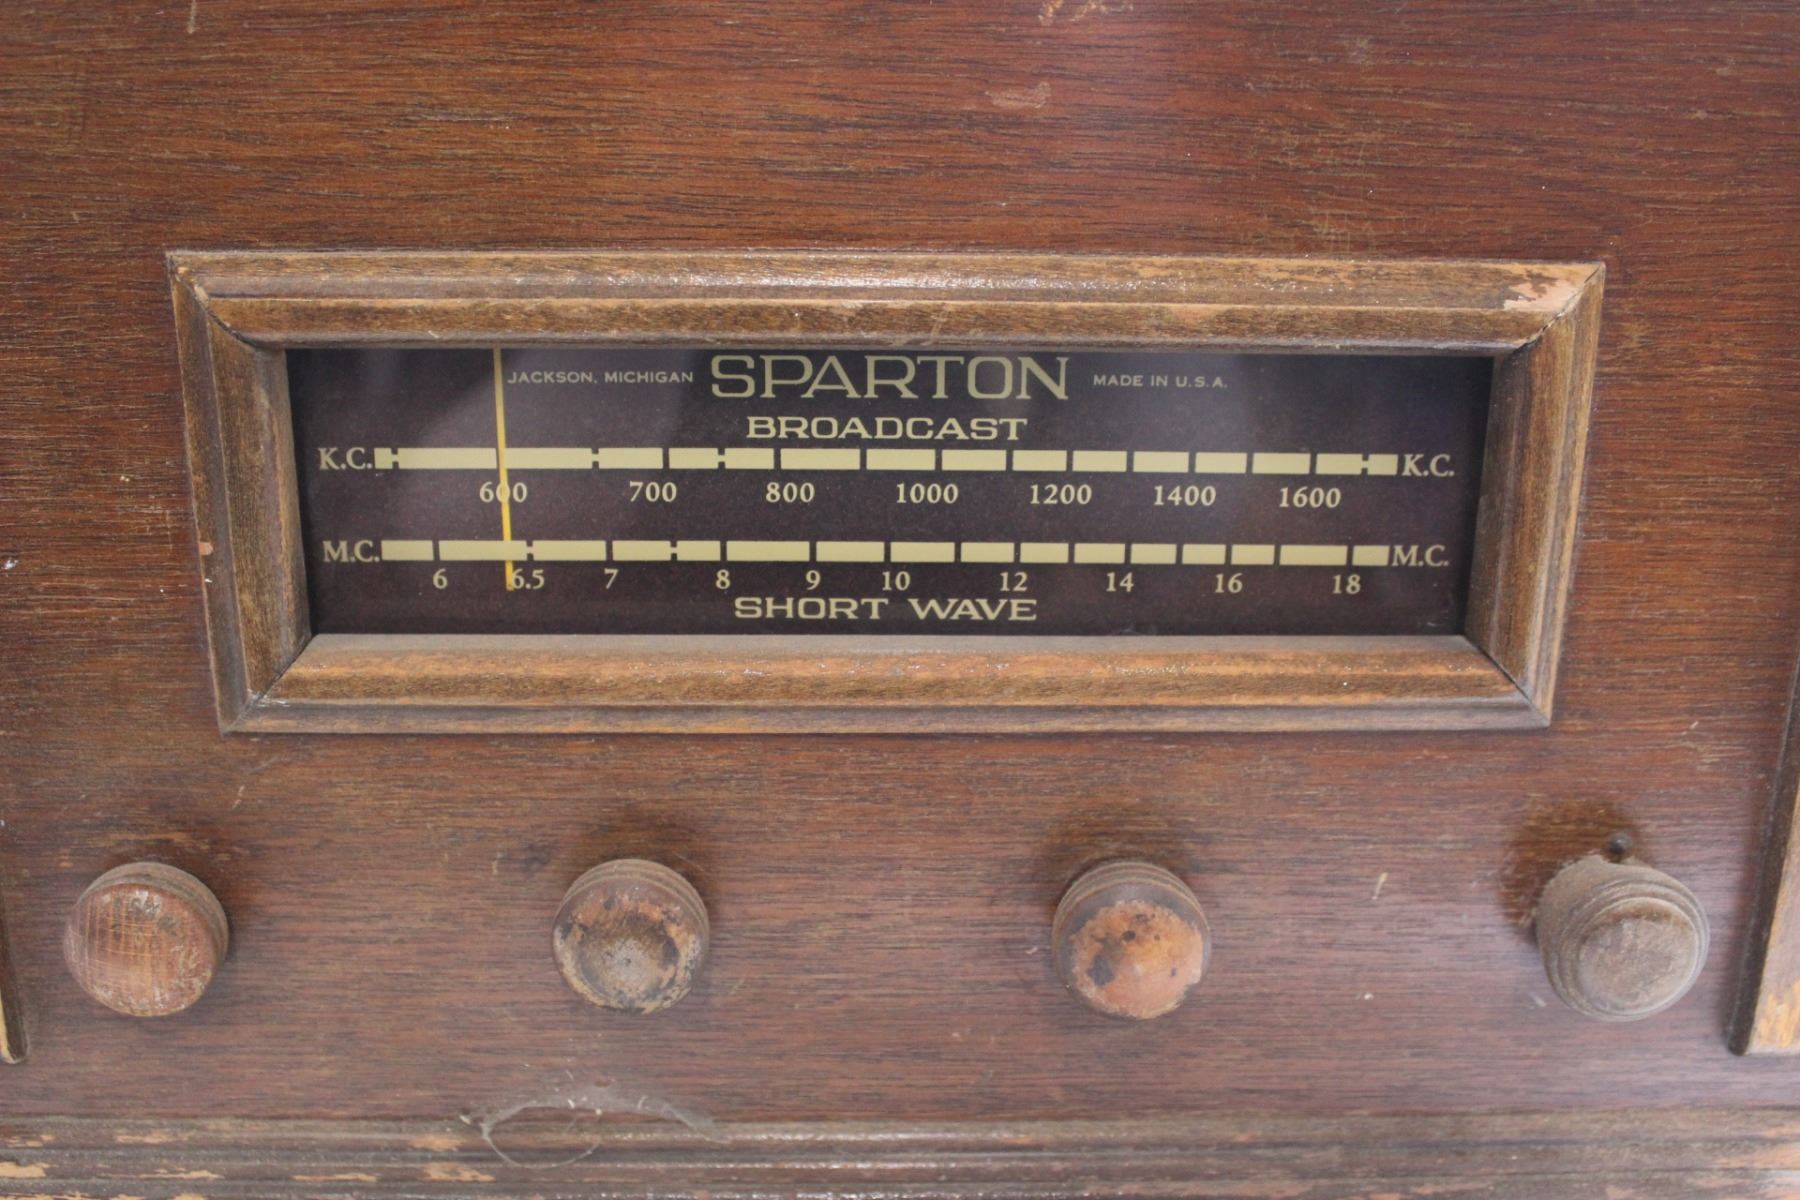 JACKSON, MICHIGAN SPARTON MADE IN U.S.A.
BROADCAST
K.C. K.C.
600 700 800 1000 1200 1400 1600
M.C. M.C.
6 6.5 7 8 9 10 12 14 16 18
SHORT WAVE